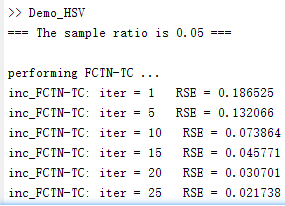 >> Demo_HSV
=== The sample ratio is 0.05 ===
performing FCTN-TC ...
inc_FCTN-TC: iter = 1   RSE = 0.186525
inc_FCTN-TC: iter = 5   RSE = 0.132066
inc_FCTN-TC: iter = 10   RSE = 0.073864
inc_FCTN-TC: iter = 15   RSE = 0.045771
inc_FCTN-TC: iter = 20   RSE = 0.030701
inc_FCTN-TC: iter = 25   RSE = 0.021738